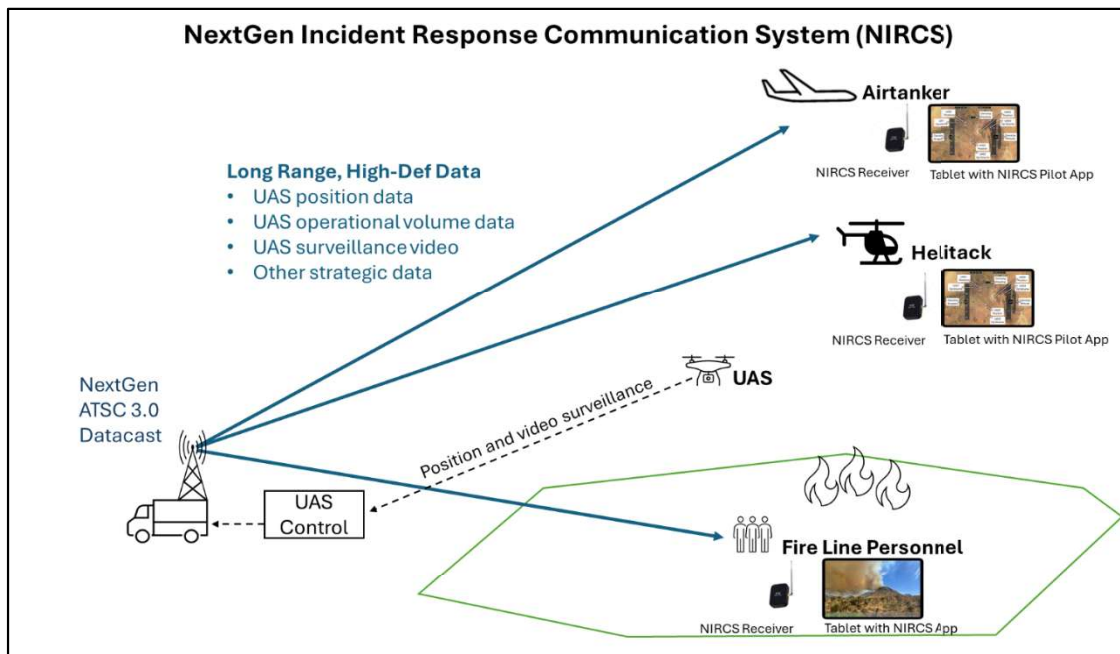 NextGen Incident Response Communication System (NIRCS)
Airtanker
NIRCS Receiver
Tablet with NIRCS Pilot App
Long Range, High-Def Data
• UAS position data
• UAS operational volume data
• UAS surveillance video
• Other strategic data
Helitack
NIRCS Receiver
Tablet with NIRCS Pilot App
UAS
Position and video surveillance
NextGen
ATSC 3.0
Datacast
UAS
Control
Fire Line Personnel
NIRCS Receiver
Tablet with NIRCS App